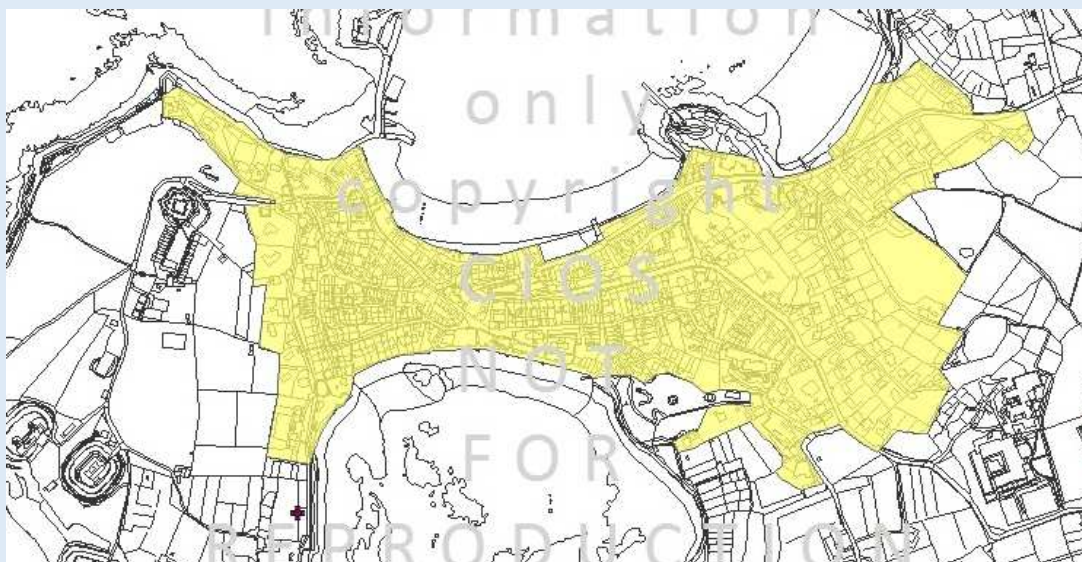 information
only
copyright
CIOS
NOT
FOR
REPRODUCTION